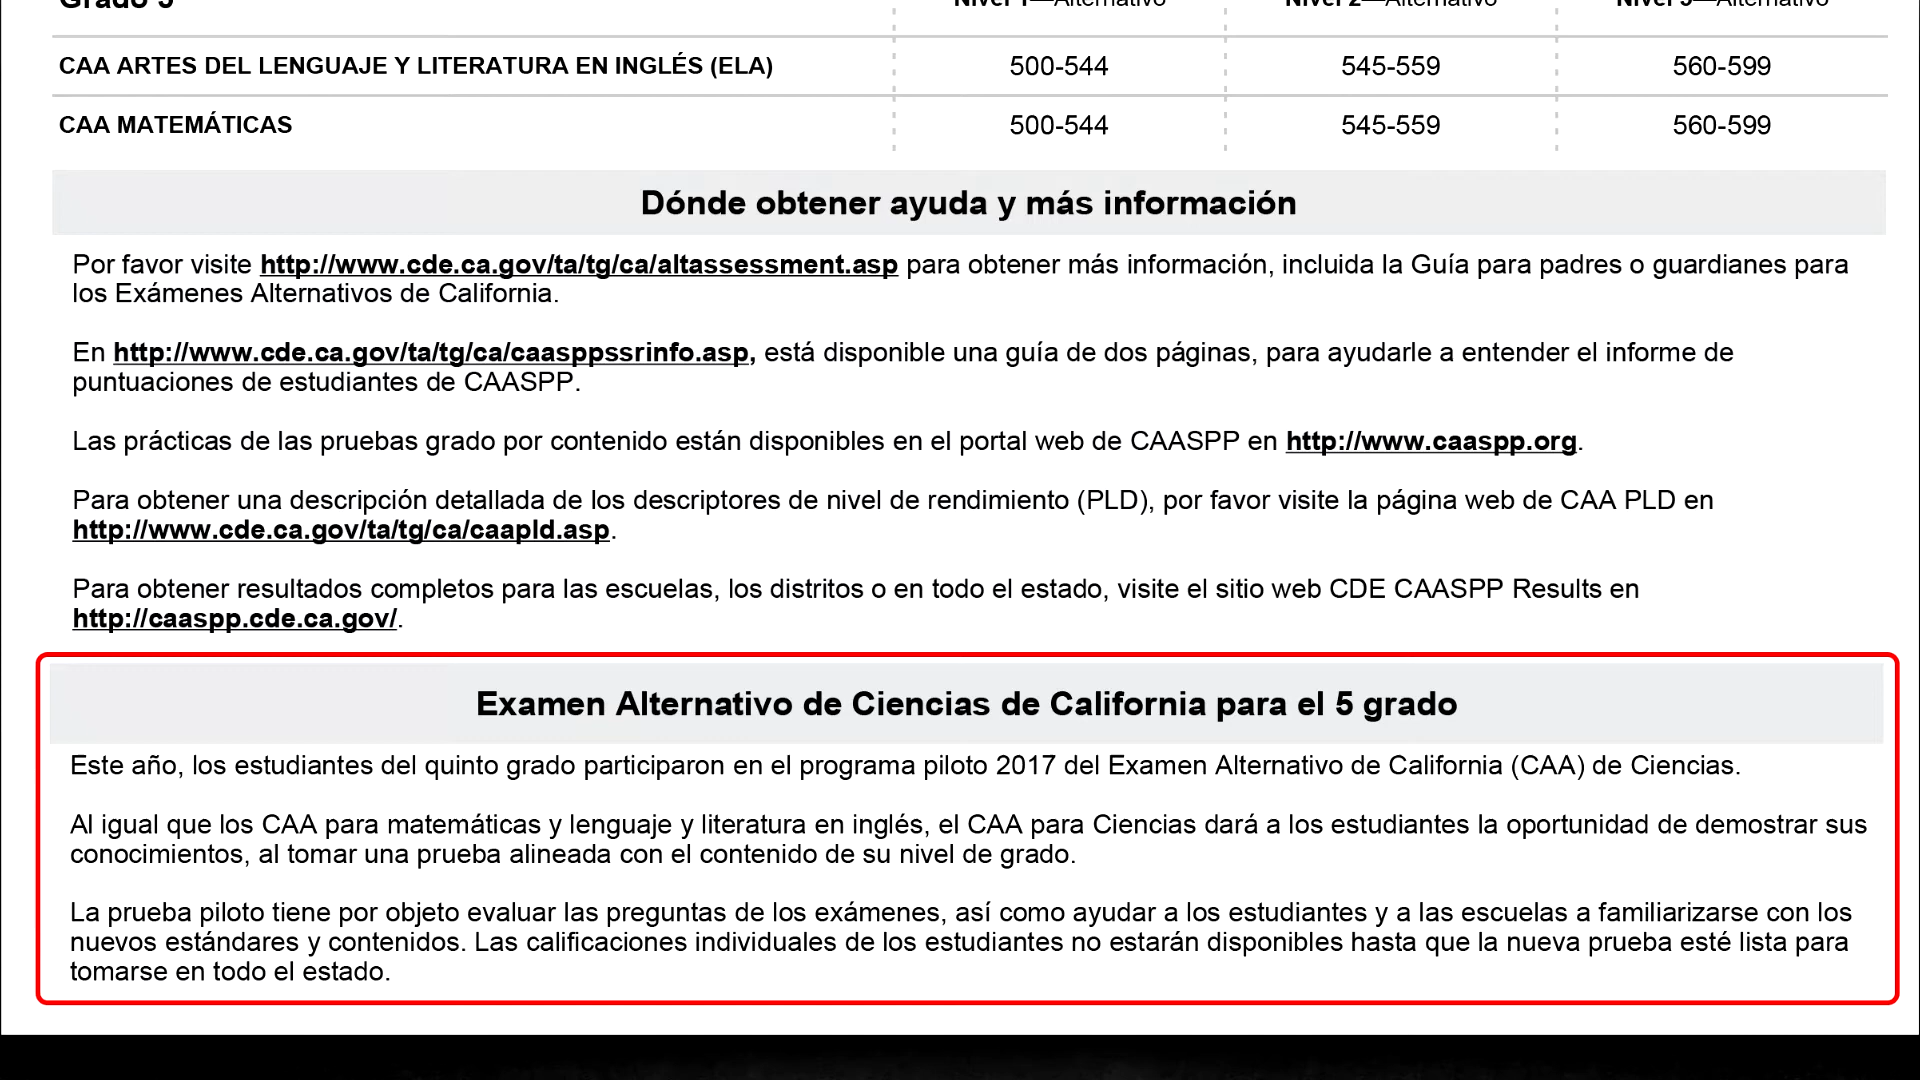 Grado 5 Nivel 1—Alternativo Nivel 2—Alternativo Nivel 3—Alternativo
CAA ARTES DEL LENGUAJE Y LITERATURA EN INGLÉS (ELA) 500-544 545-559 560-599
CAA MATEMÁTICAS 500-544 545-559 560-599
Dónde obtener ayuda y más información
Por favor visite http://www.cde.ca.gov/ta/tg/ca/altassessment.asp para obtener más información, incluida la Guía para padres o guardianes para
los Exámenes Alternativos de California.
En http://www.cde.ca.gov/ta/tg/ca/caasppssrinfo.asp, está disponible una guía de dos páginas, para ayudarle a entender el informe de
puntuaciones de estudiantes de CAASPP.
Las prácticas de las pruebas grado por contenido están disponibles en el portal web de CAASPP en http://www.caaspp.org.
Para obtener una descripción detallada de los descriptores de nivel de rendimiento (PLD), por favor visite la página web de CAA PLD en
http://www.cde.ca.gov/ta/tg/ca/caapld.asp.
Para obtener resultados completos para las escuelas, los distritos o en todo el estado, visite el sitio web CDE CAASPP Results en
http://caaspp.cde.ca.gov/.
Examen Alternativo de Ciencias de California para el 5 grado
Este año, los estudiantes del quinto grado participaron en el programa piloto 2017 del Examen Alternativo de California (CAA) de Ciencias.
Al igual que los CAA para matemáticas y lenguaje y literatura en inglés, el CAA para Ciencias dará a los estudiantes la oportunidad de demostrar sus
conocimientos, al tomar una prueba alineada con el contenido de su nivel de grado.
La prueba piloto tiene por objeto evaluar las preguntas de los exámenes, así como ayudar a los estudiantes y a las escuelas a familiarizarse con los
nuevos estándares y contenidos. Las calificaciones individuales de los estudiantes no estarán disponibles hasta que la nueva prueba esté lista para
tomarse en todo el estado.